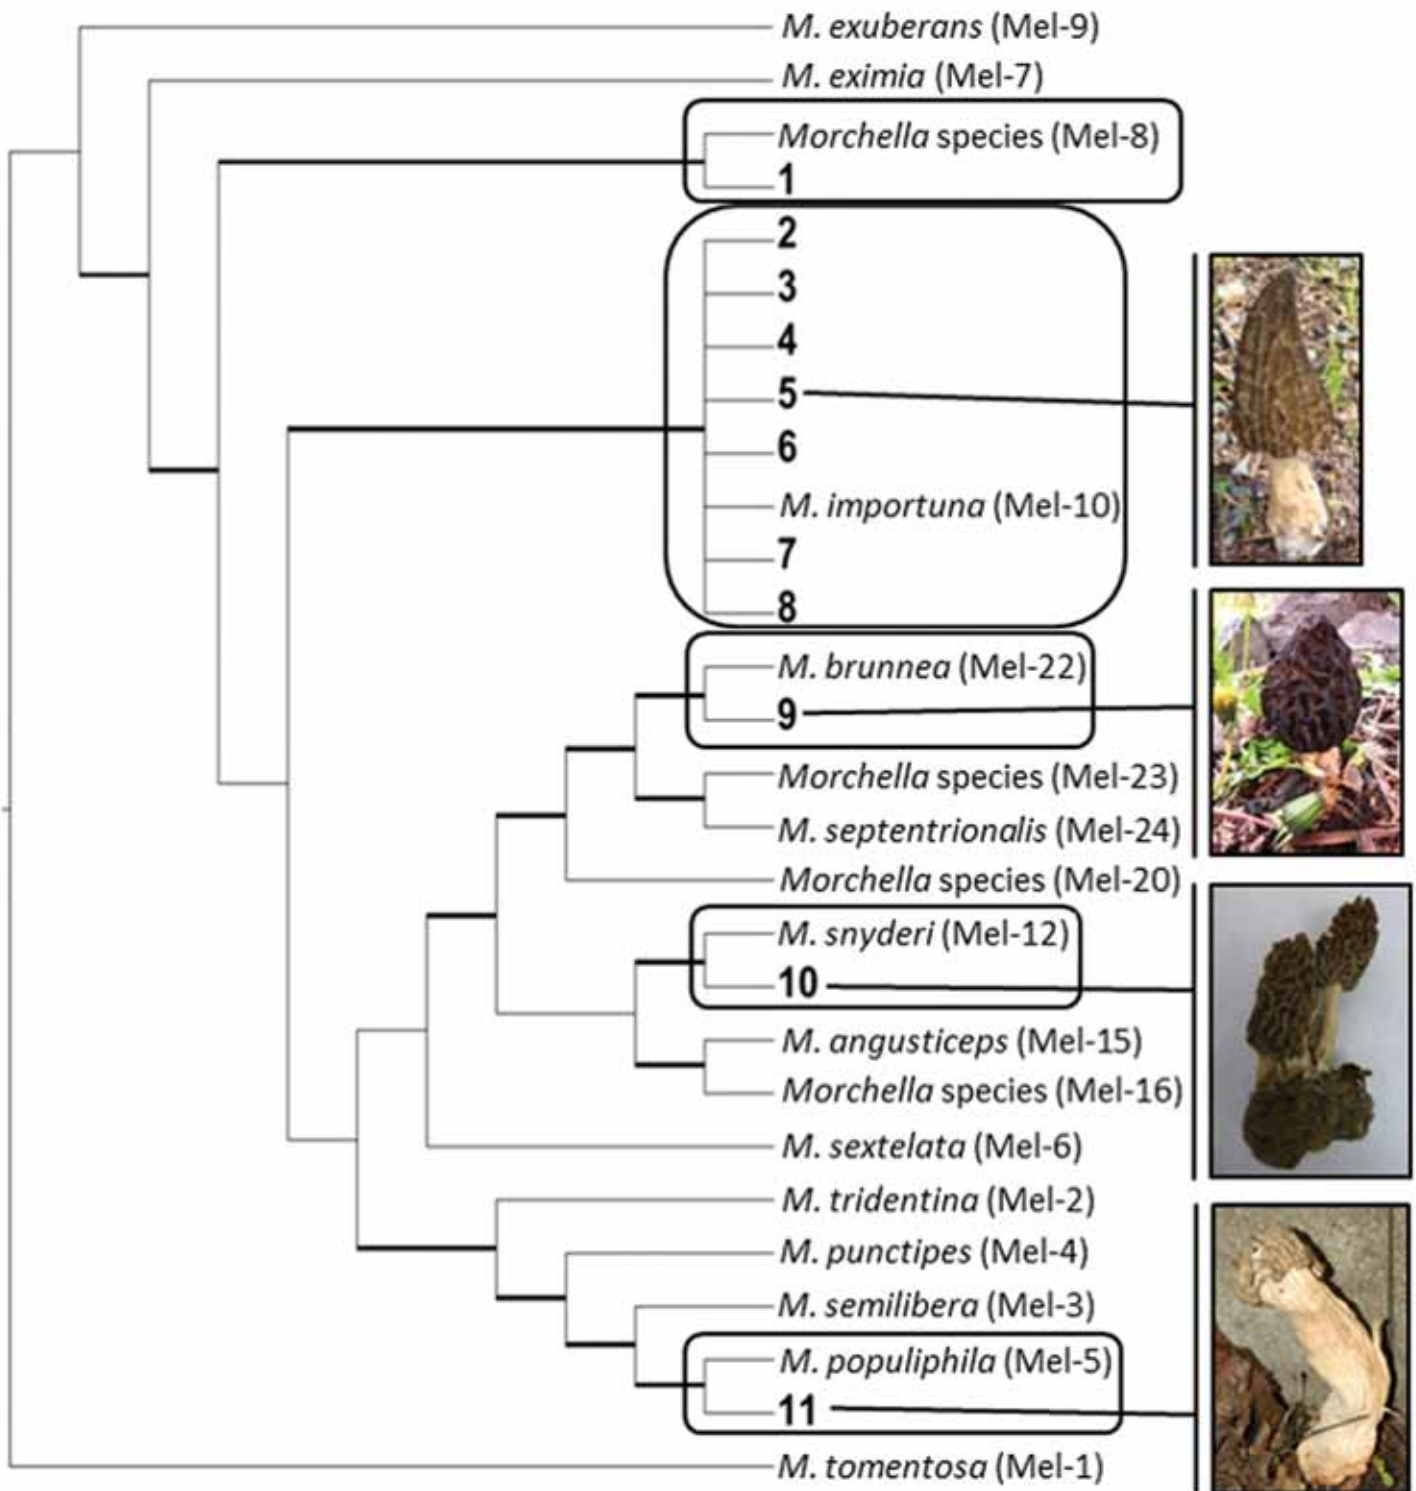 M. exuberans (Mel-9)
M. eximia (Mel-7)
Morchella species (Mel-8)
1
2
3
4
5
6
M. importuna (Mel-10)
7
8
M. brunnea (Mel-22)
9
Morchella species (Mel-23)
M. septentrionalis (Mel-24)
Morchella species (Mel-20)
M. snyderi (Mel-12)
10
M. angusticeps (Mel-15)
Morchella species (Mel-16)
M. sextelata (Mel-6)
M. tridentina (Mel-2)
M. punctipes (Mel-4)
M. semilibera (Mel-3)
M. populiphila (Mel-5)
11
M. tomentosa (Mel-1)